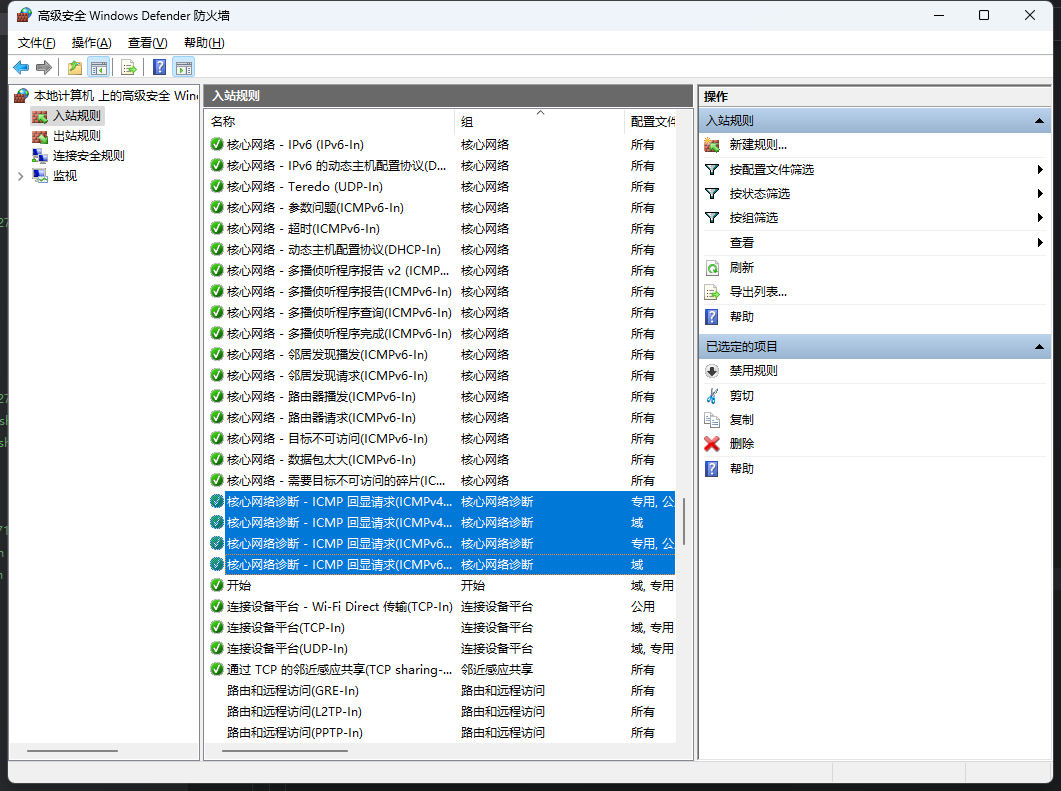 高级安全 Windows Defender 防火墙
文件(F) 操作(A) 查看(V) 帮助(H)
本地计算机 上的高级安全 Win
入站规则
出站规则
连接安全规则
监视
入站规则
名称 组 配置文件
核心网络 - IPv6 (IPv6-In) 核心网络 所有
核心网络 - IPv6 的动态主机配置协议(D... 核心网络 所有
核心网络 - Teredo (UDP-In) 核心网络 所有
核心网络 - 参数问题(ICMPv6-In) 核心网络 所有
核心网络 - 超时(ICMPv6-In) 核心网络 所有
核心网络 - 动态主机配置协议(DHCP-In) 核心网络 所有
核心网络 - 多播侦听程序报告 v2 (ICMP... 核心网络 所有
核心网络 - 多播侦听程序报告(ICMPv6-In) 核心网络 所有
核心网络 - 多播侦听程序查询(ICMPv6-In) 核心网络 所有
核心网络 - 多播侦听程序完成(ICMPv6-In) 核心网络 所有
核心网络 - 邻居发现播发(ICMPv6-In) 核心网络 所有
核心网络 - 邻居发现请求(ICMPv6-In) 核心网络 所有
核心网络 - 路由器播发(ICMPv6-In) 核心网络 所有
核心网络 - 路由器请求(ICMPv6-In) 核心网络 所有
核心网络 - 目标不可访问(ICMPv6-In) 核心网络 所有
核心网络 - 数据包太大(ICMPv6-In) 核心网络 所有
核心网络 - 需要目标不可访问的碎片(IC... 核心网络 所有
核心网络诊断 - ICMP 回显请求(ICMPv4... 核心网络诊断 专用, 公
核心网络诊断 - ICMP 回显请求(ICMPv4... 核心网络诊断 域
核心网络诊断 - ICMP 回显请求(ICMPv6... 核心网络诊断 专用, 公
核心网络诊断 - ICMP 回显请求(ICMPv6... 核心网络诊断 域
开始 开始 域, 专用
连接设备平台 - Wi-Fi Direct 传输(TCP-In) 连接设备平台 公用
连接设备平台(TCP-In) 连接设备平台 域, 专用
连接设备平台(UDP-In) 连接设备平台 域, 专用
通过 TCP 的邻近感应共享(TCP sharing-... 邻近感应共享 所有
路由和远程访问(GRE-In) 路由和远程访问 所有
路由和远程访问(L2TP-In) 路由和远程访问 所有
路由和远程访问(PPTP-In) 路由和远程访问 所有
操作
入站规则
新建规则...
按配置文件筛选
按状态筛选
按组筛选
查看
刷新
导出列表...
帮助
已选定的项目
禁用规则
剪切
复制
删除
帮助